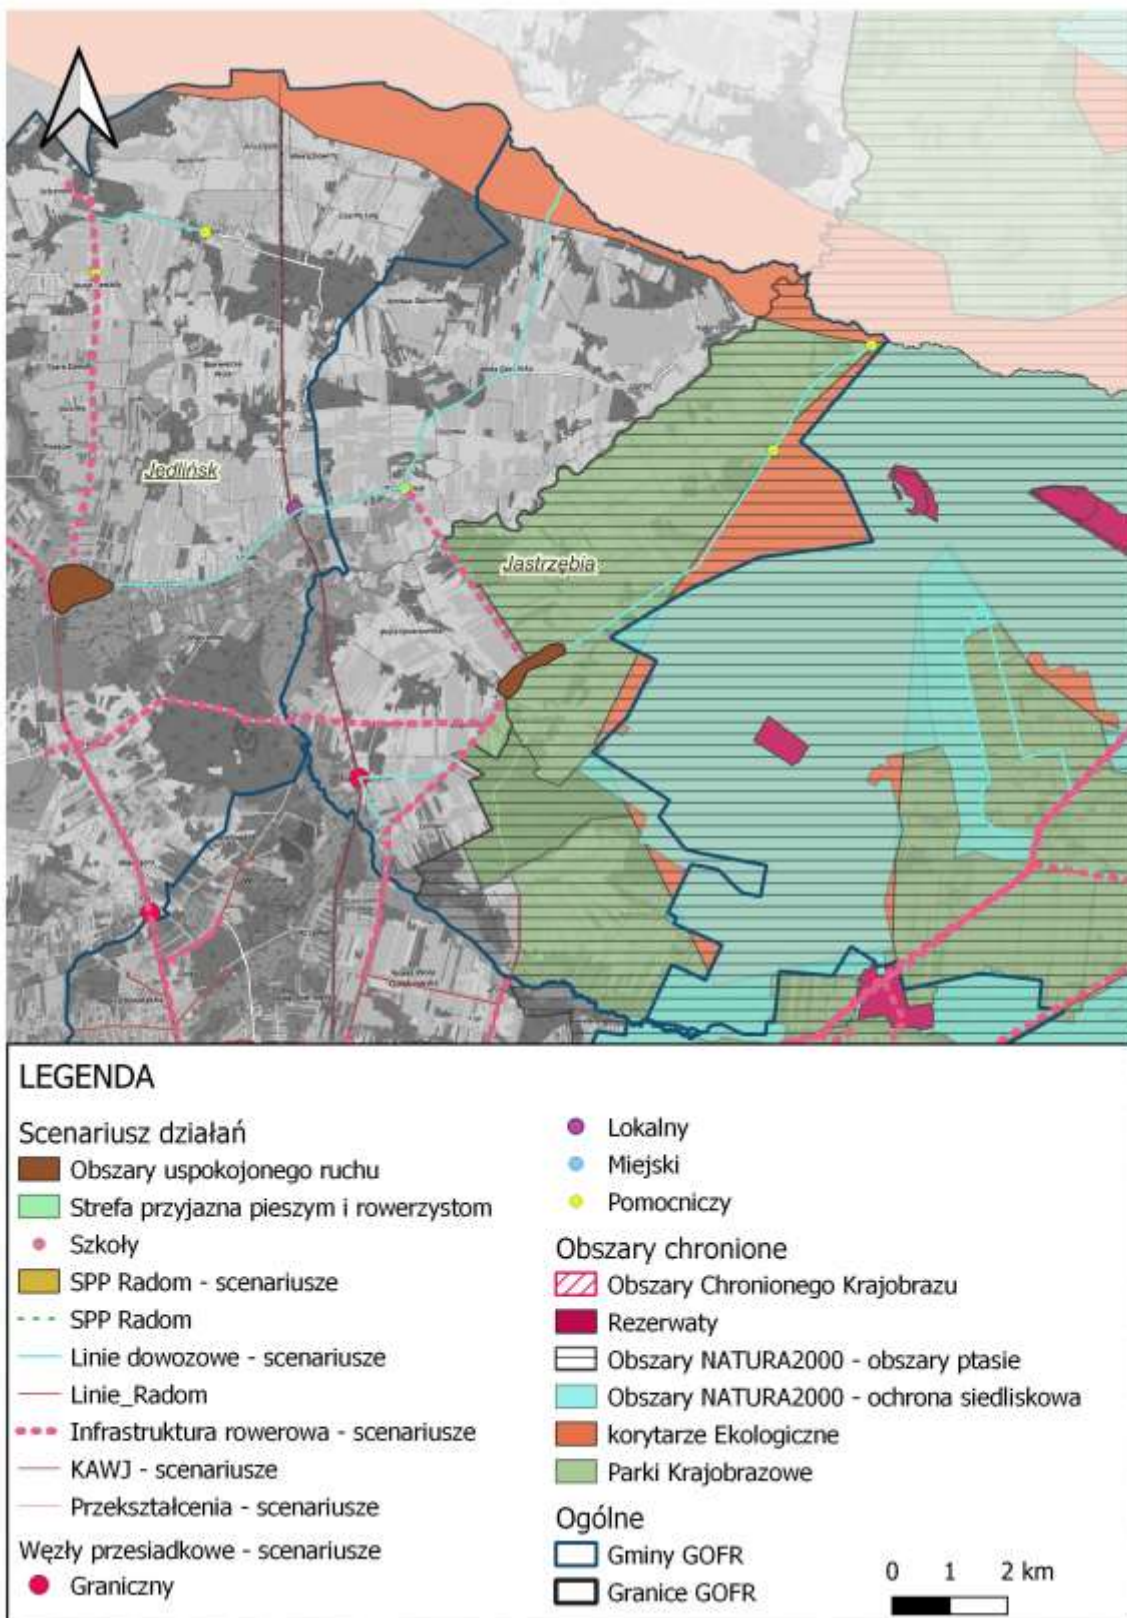 Jedlińsk
Jastrzębia
LEGENDA
Scenariusz działań
Obszary uspokojonego ruchu
Strefa przyjazna pieszym i rowerzystom
Szkoły
SPP Radom - scenariusze
SPP Radom
Linie dowozowe - scenariusze
Linie_Radom
Infrastruktura rowerowa - scenariusze
KAWJ - scenariusze
Przekształcenia - scenariusze
Węzły przesiadkowe - scenariusze
Graniczny
Lokalny
Miejski
Pomocniczy
Obszary chronione
Obszary Chronionego Krajobrazu
Rezerwaty
Obszary NATURA2000 - obszary ptasie
Obszary NATURA2000 - ochrona siedliskowa
korytarze Ekologiczne
Parki Krajobrazowe
Ogólne
Gminy GOFR
Granice GOFR
0 1 2 km